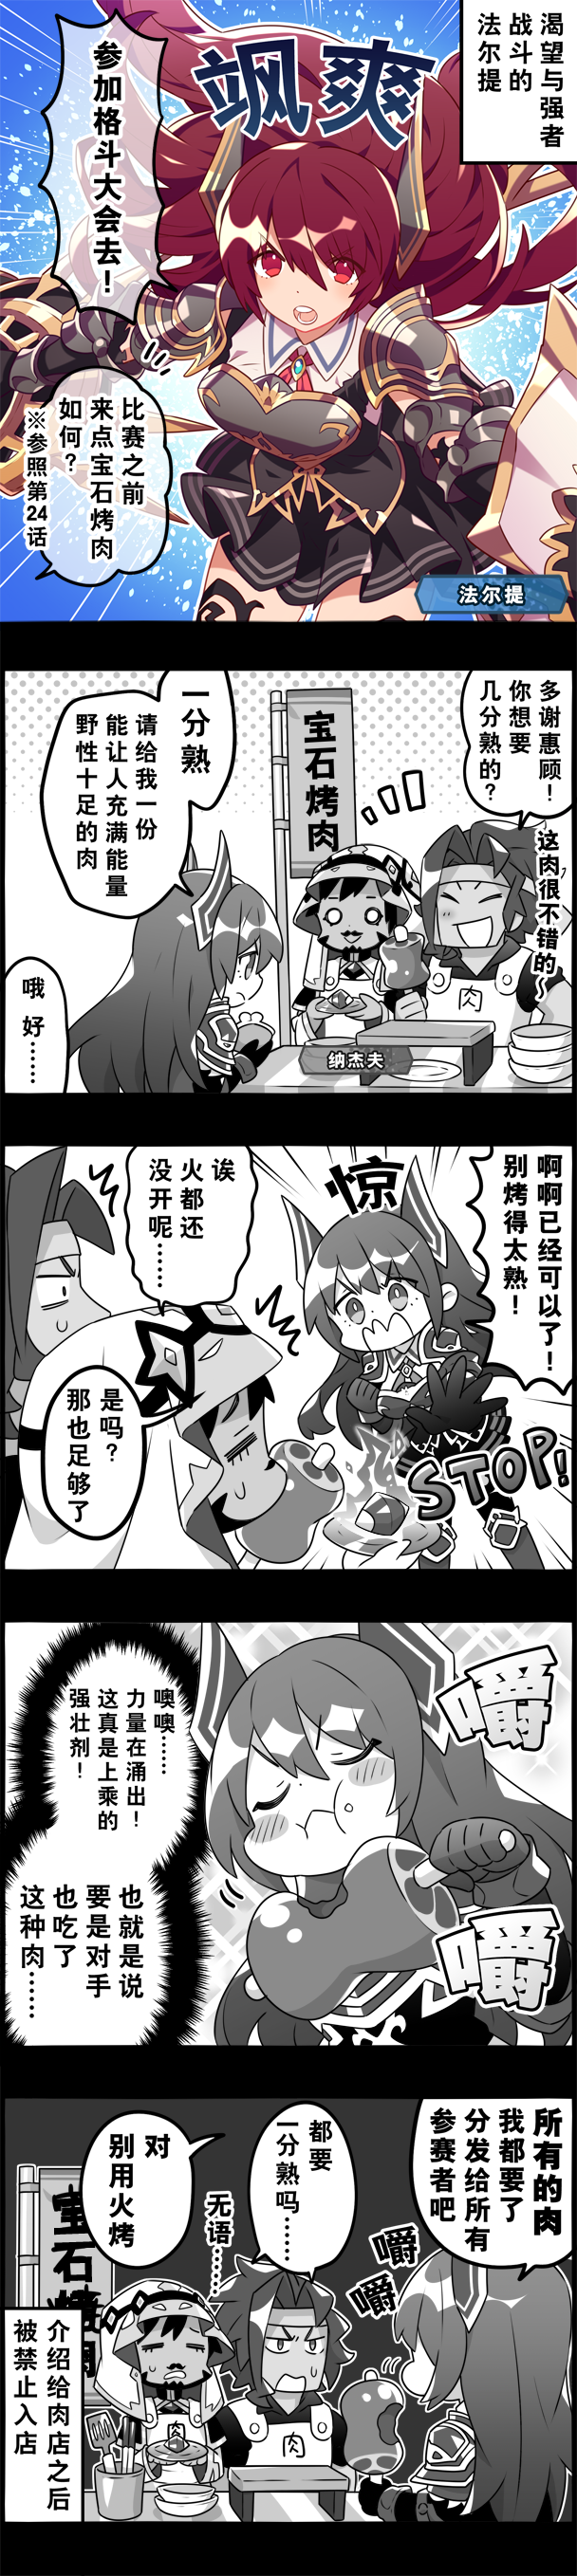 渴望与强者
战斗的
法尔提
飒爽
参加格斗大会去！
比赛之前
来点宝石烤肉
如何？
※参照第24话
法尔提
多谢惠顾！
你想要
几分熟的？
这肉很不错的～
宝石烤肉
一分熟
请给我一份
能让人充满能量
野性十足的肉
肉
纳杰夫
哦 好……
啊啊已经可以了！
别烤得太熟！
惊
诶
火都还
没开呢……
STOP!
是吗？
那也足够了
嚼
噢噢……
力量在涌出！
这真是上乘的
强壮剂！
嚼
也就是说
要是对手
也吃了
这种肉……
所有的肉
我都要了
分发给所有
参赛者吧
都要
一分熟吗……
嚼
嚼
对
别用火烤
无语……
宝石烤肉
肉
肉
介绍给肉店之后
被禁止入店